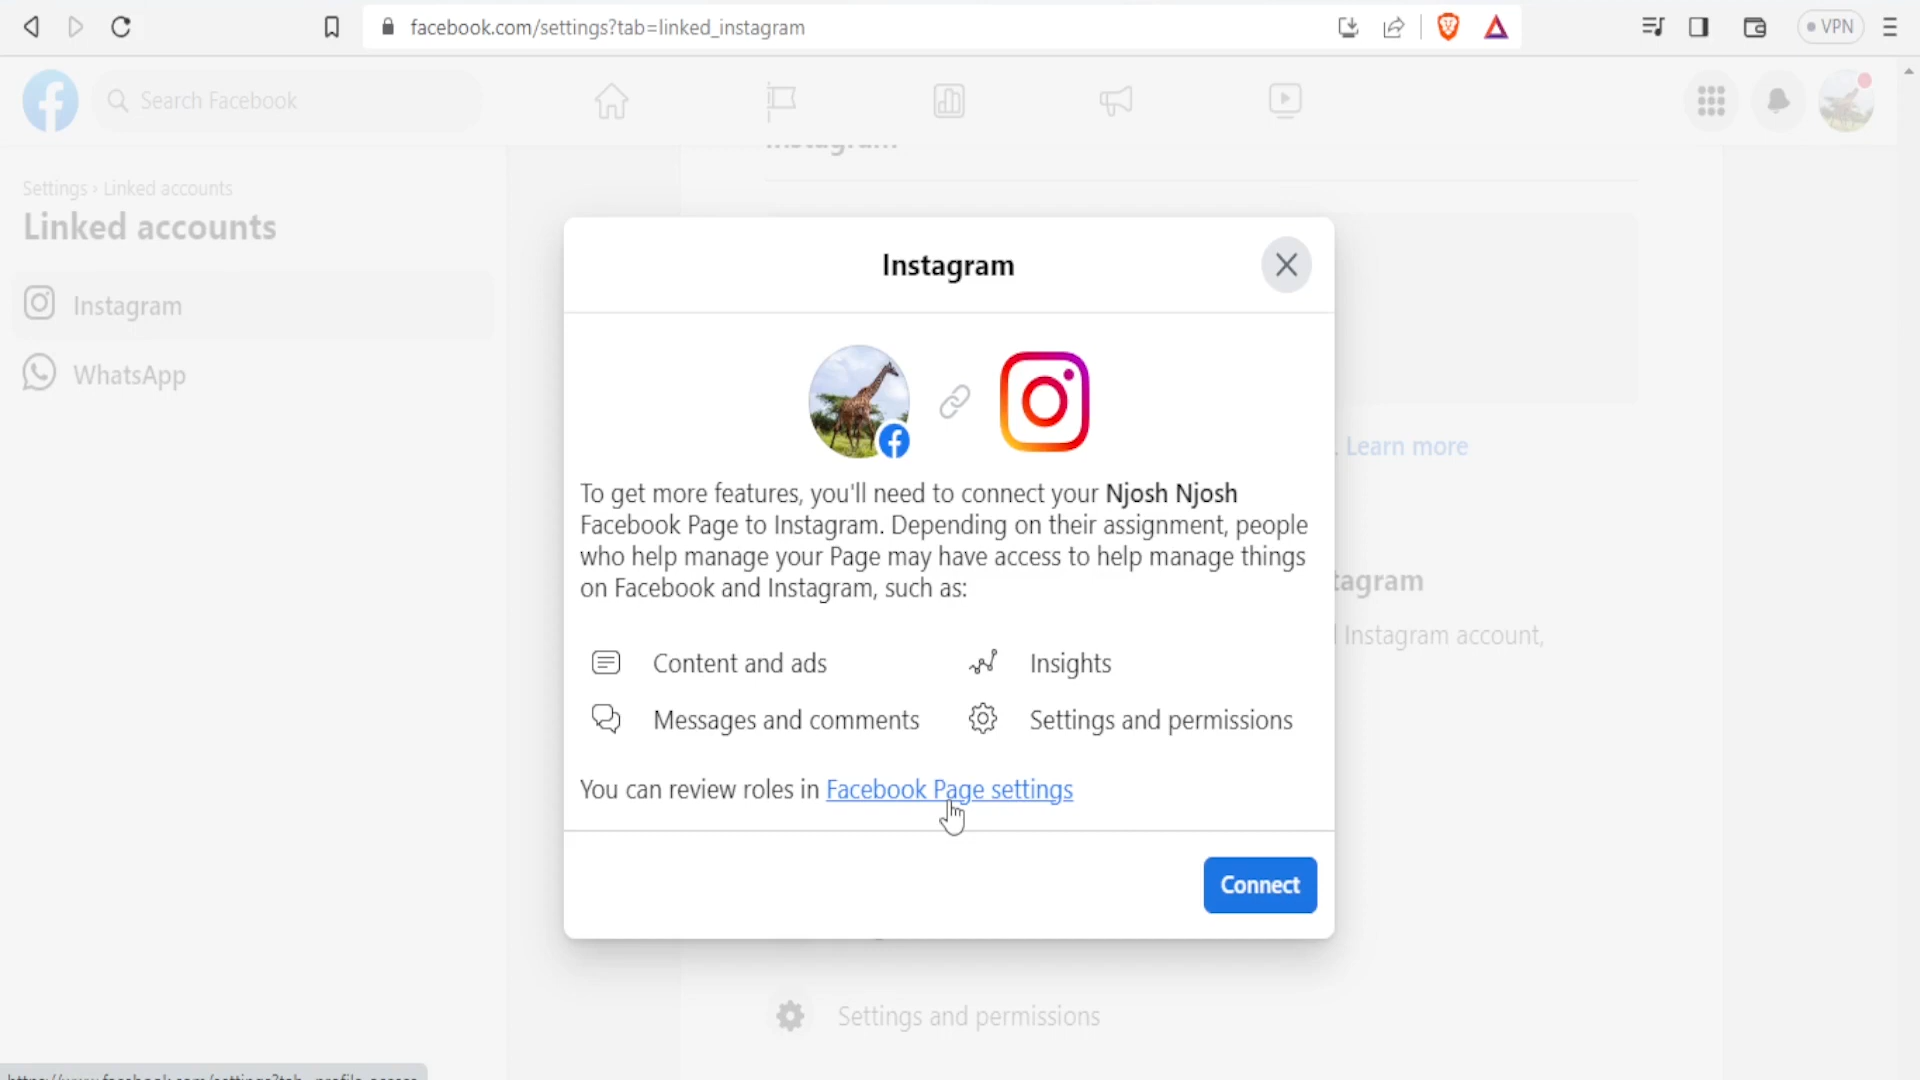 facebook.com/settings?tab=linked_instagram
VPN
Search Facebook
Settings › Linked accounts
Linked accounts
Instagram
WhatsApp
Instagram
To get more features, you'll need to connect your Njosh Njosh
Facebook Page to Instagram. Depending on their assignment, people
who help manage your Page may have access to help manage things
on Facebook and Instagram, such as:
Content and ads
Insights
Messages and comments
Settings and permissions
You can review roles in Facebook Page settings
Connect
. Learn more
tagram
Instagram account,
Settings and permissions